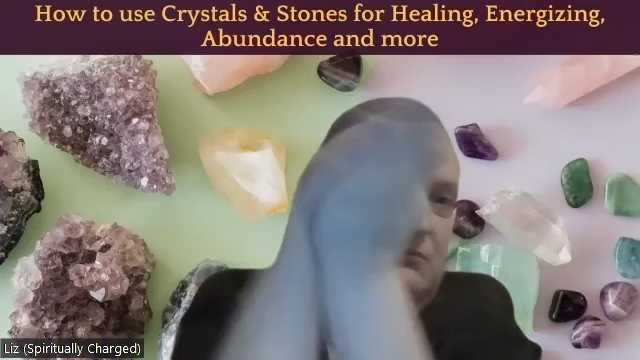 How to use Crystals & Stones for Healing, Energizing,
Abundance and more
Liz (Spiritually Charged)